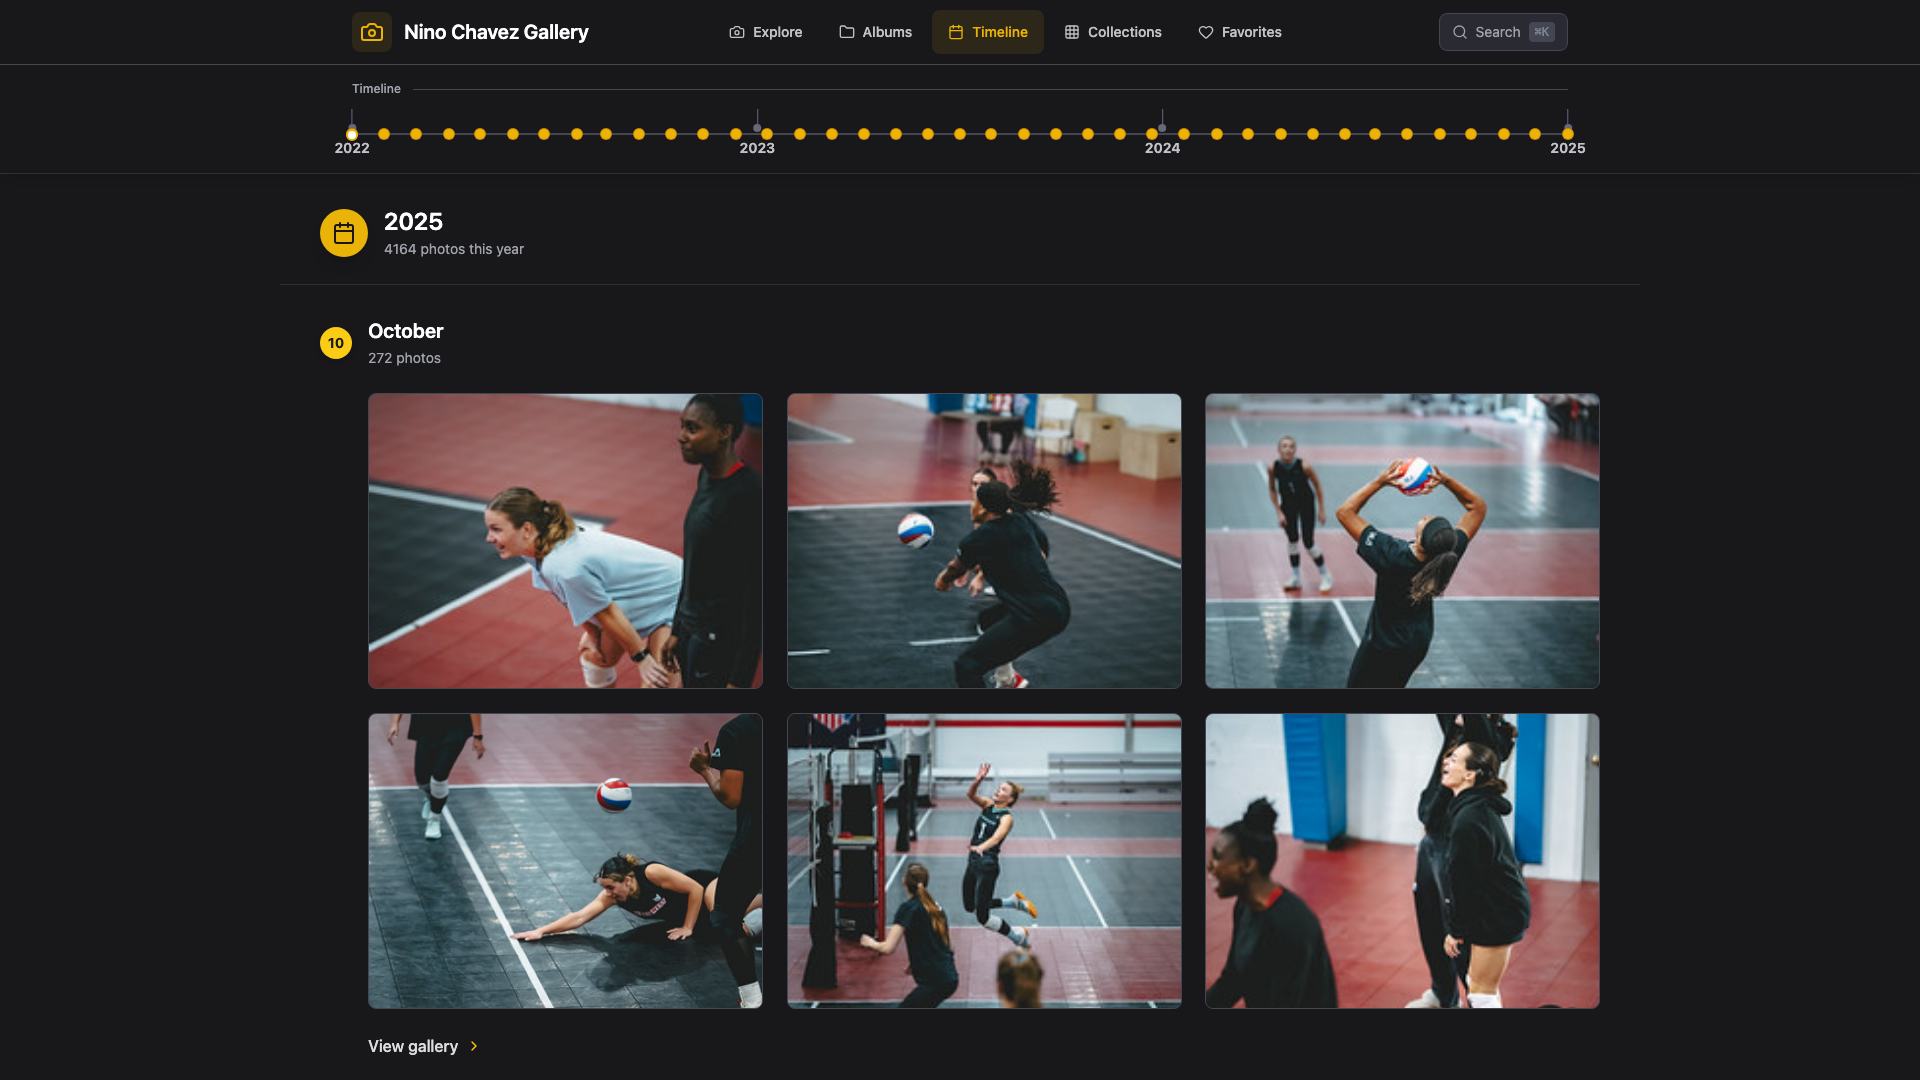 Nino Chavez Gallery
Explore
Albums
Timeline
Collections
Favorites
Search ⌘K
Timeline
2022 2023 2024 2025
2025
4164 photos this year
10
October
272 photos
View gallery